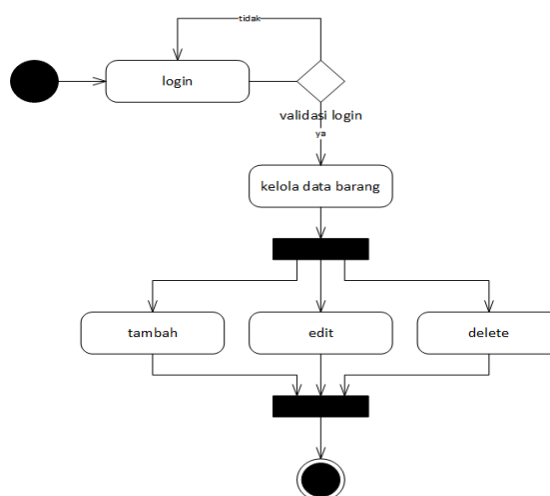 tidak
login
validasi login
ya
kelola data barang
tambah
edit
delete